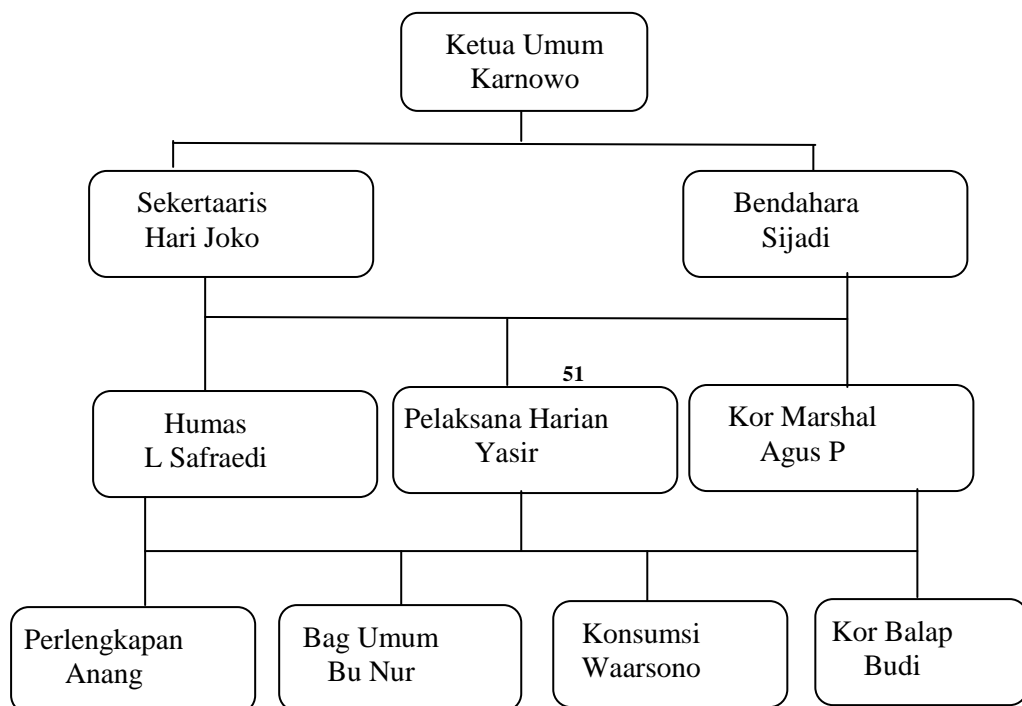 Ketua Umum
Karnowo
Sekertaaris
Hari Joko
Bendahara
Sijadi
51
Humas
L Safraedi
Pelaksana Harian
Yasir
Kor Marshal
Agus P
Perlengkapan
Anang
Bag Umum
Bu Nur
Konsumsi
Waarsono
Kor Balap
Budi